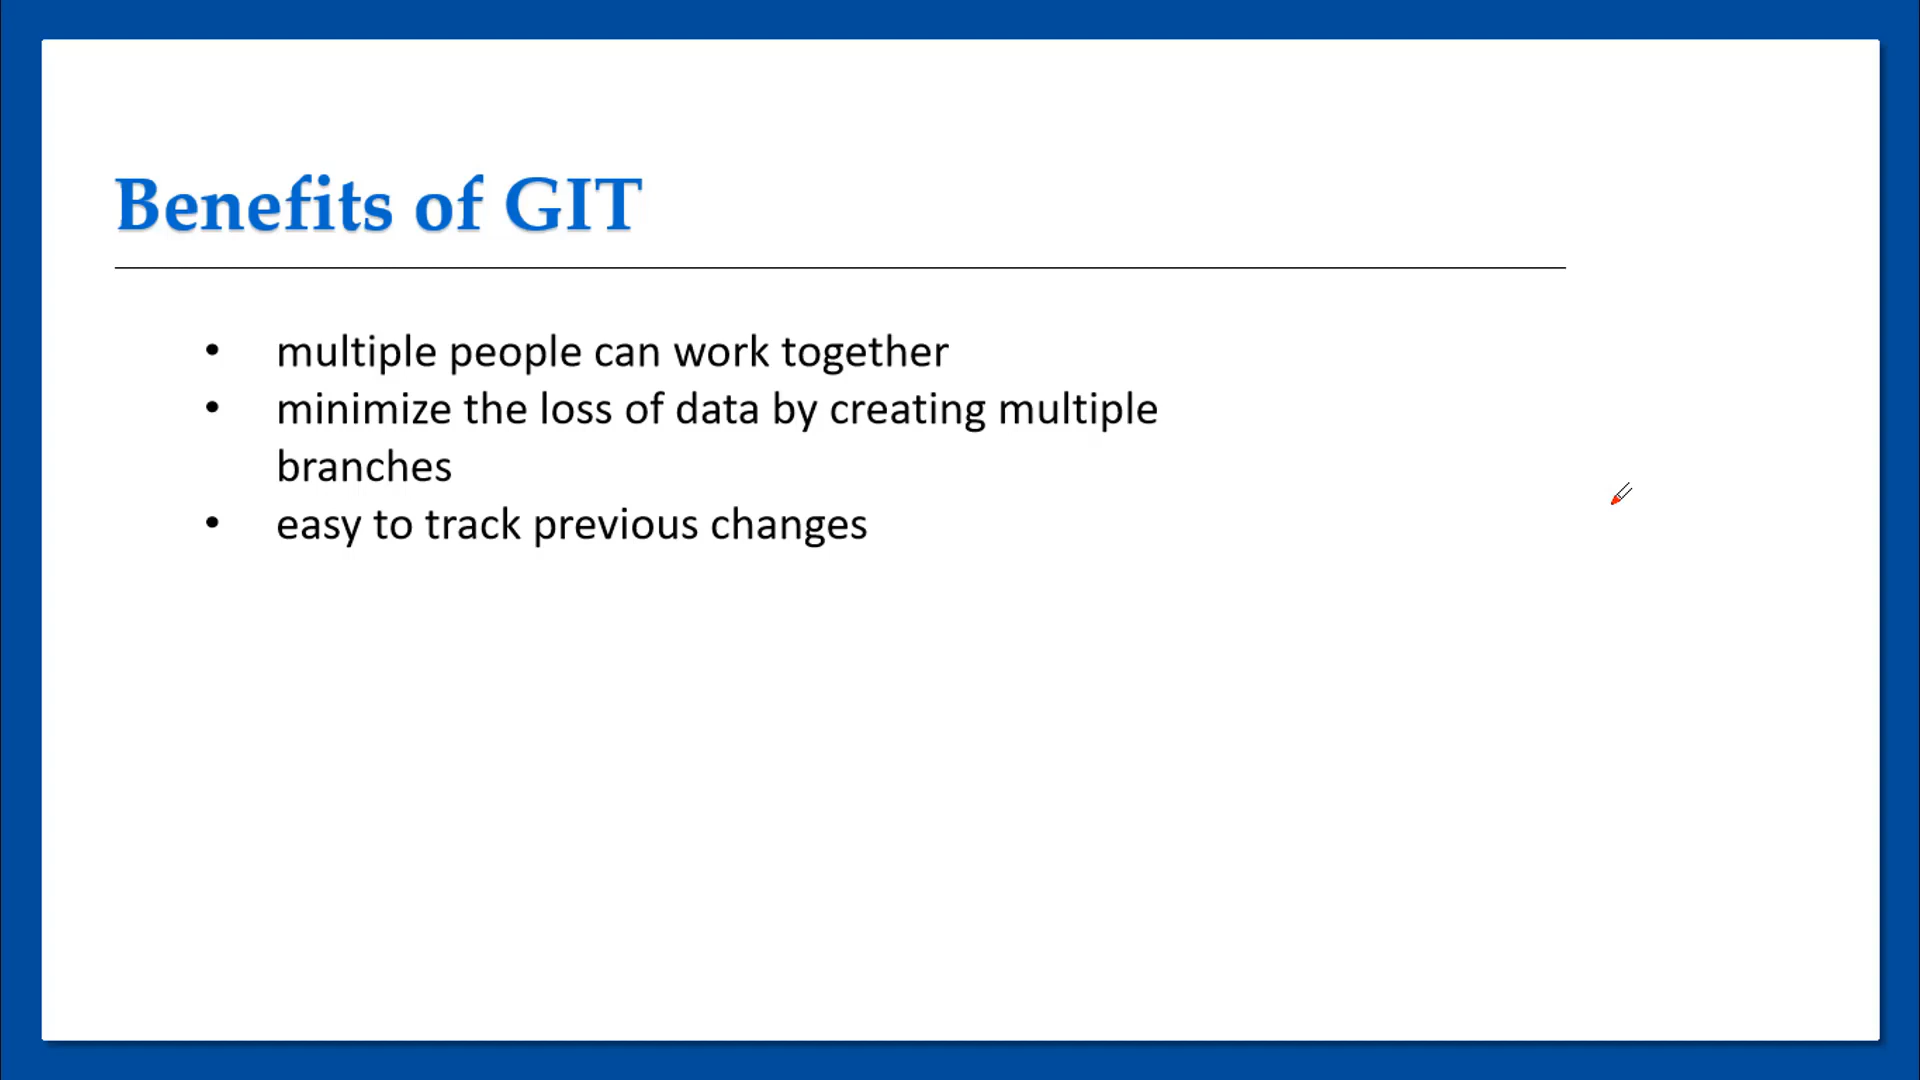 Benefits of GIT
• multiple people can work together
• minimize the loss of data by creating multiple
branches
• easy to track previous changes